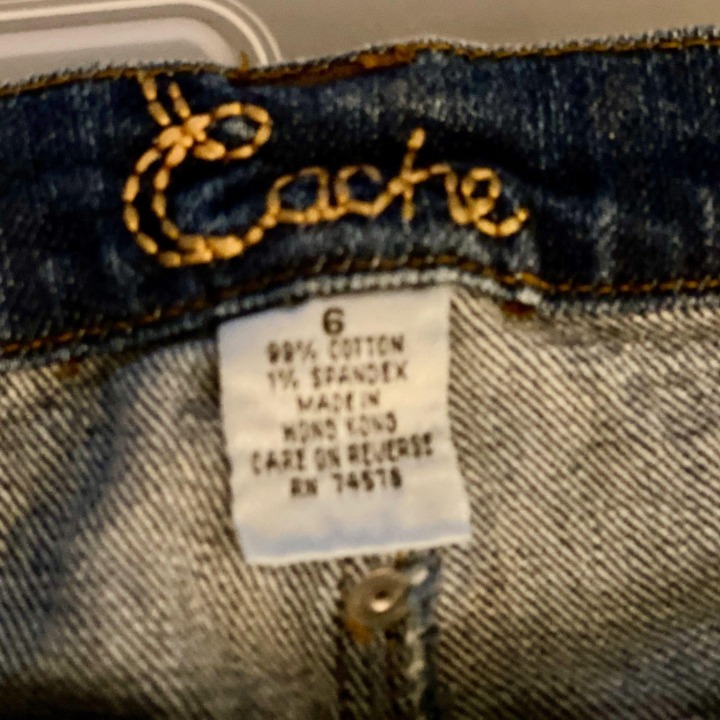 Cache
6
99% COTTON
1% SPANDEX
MADE IN
HONG KONG
CARE ON REVERSE
RN 74578